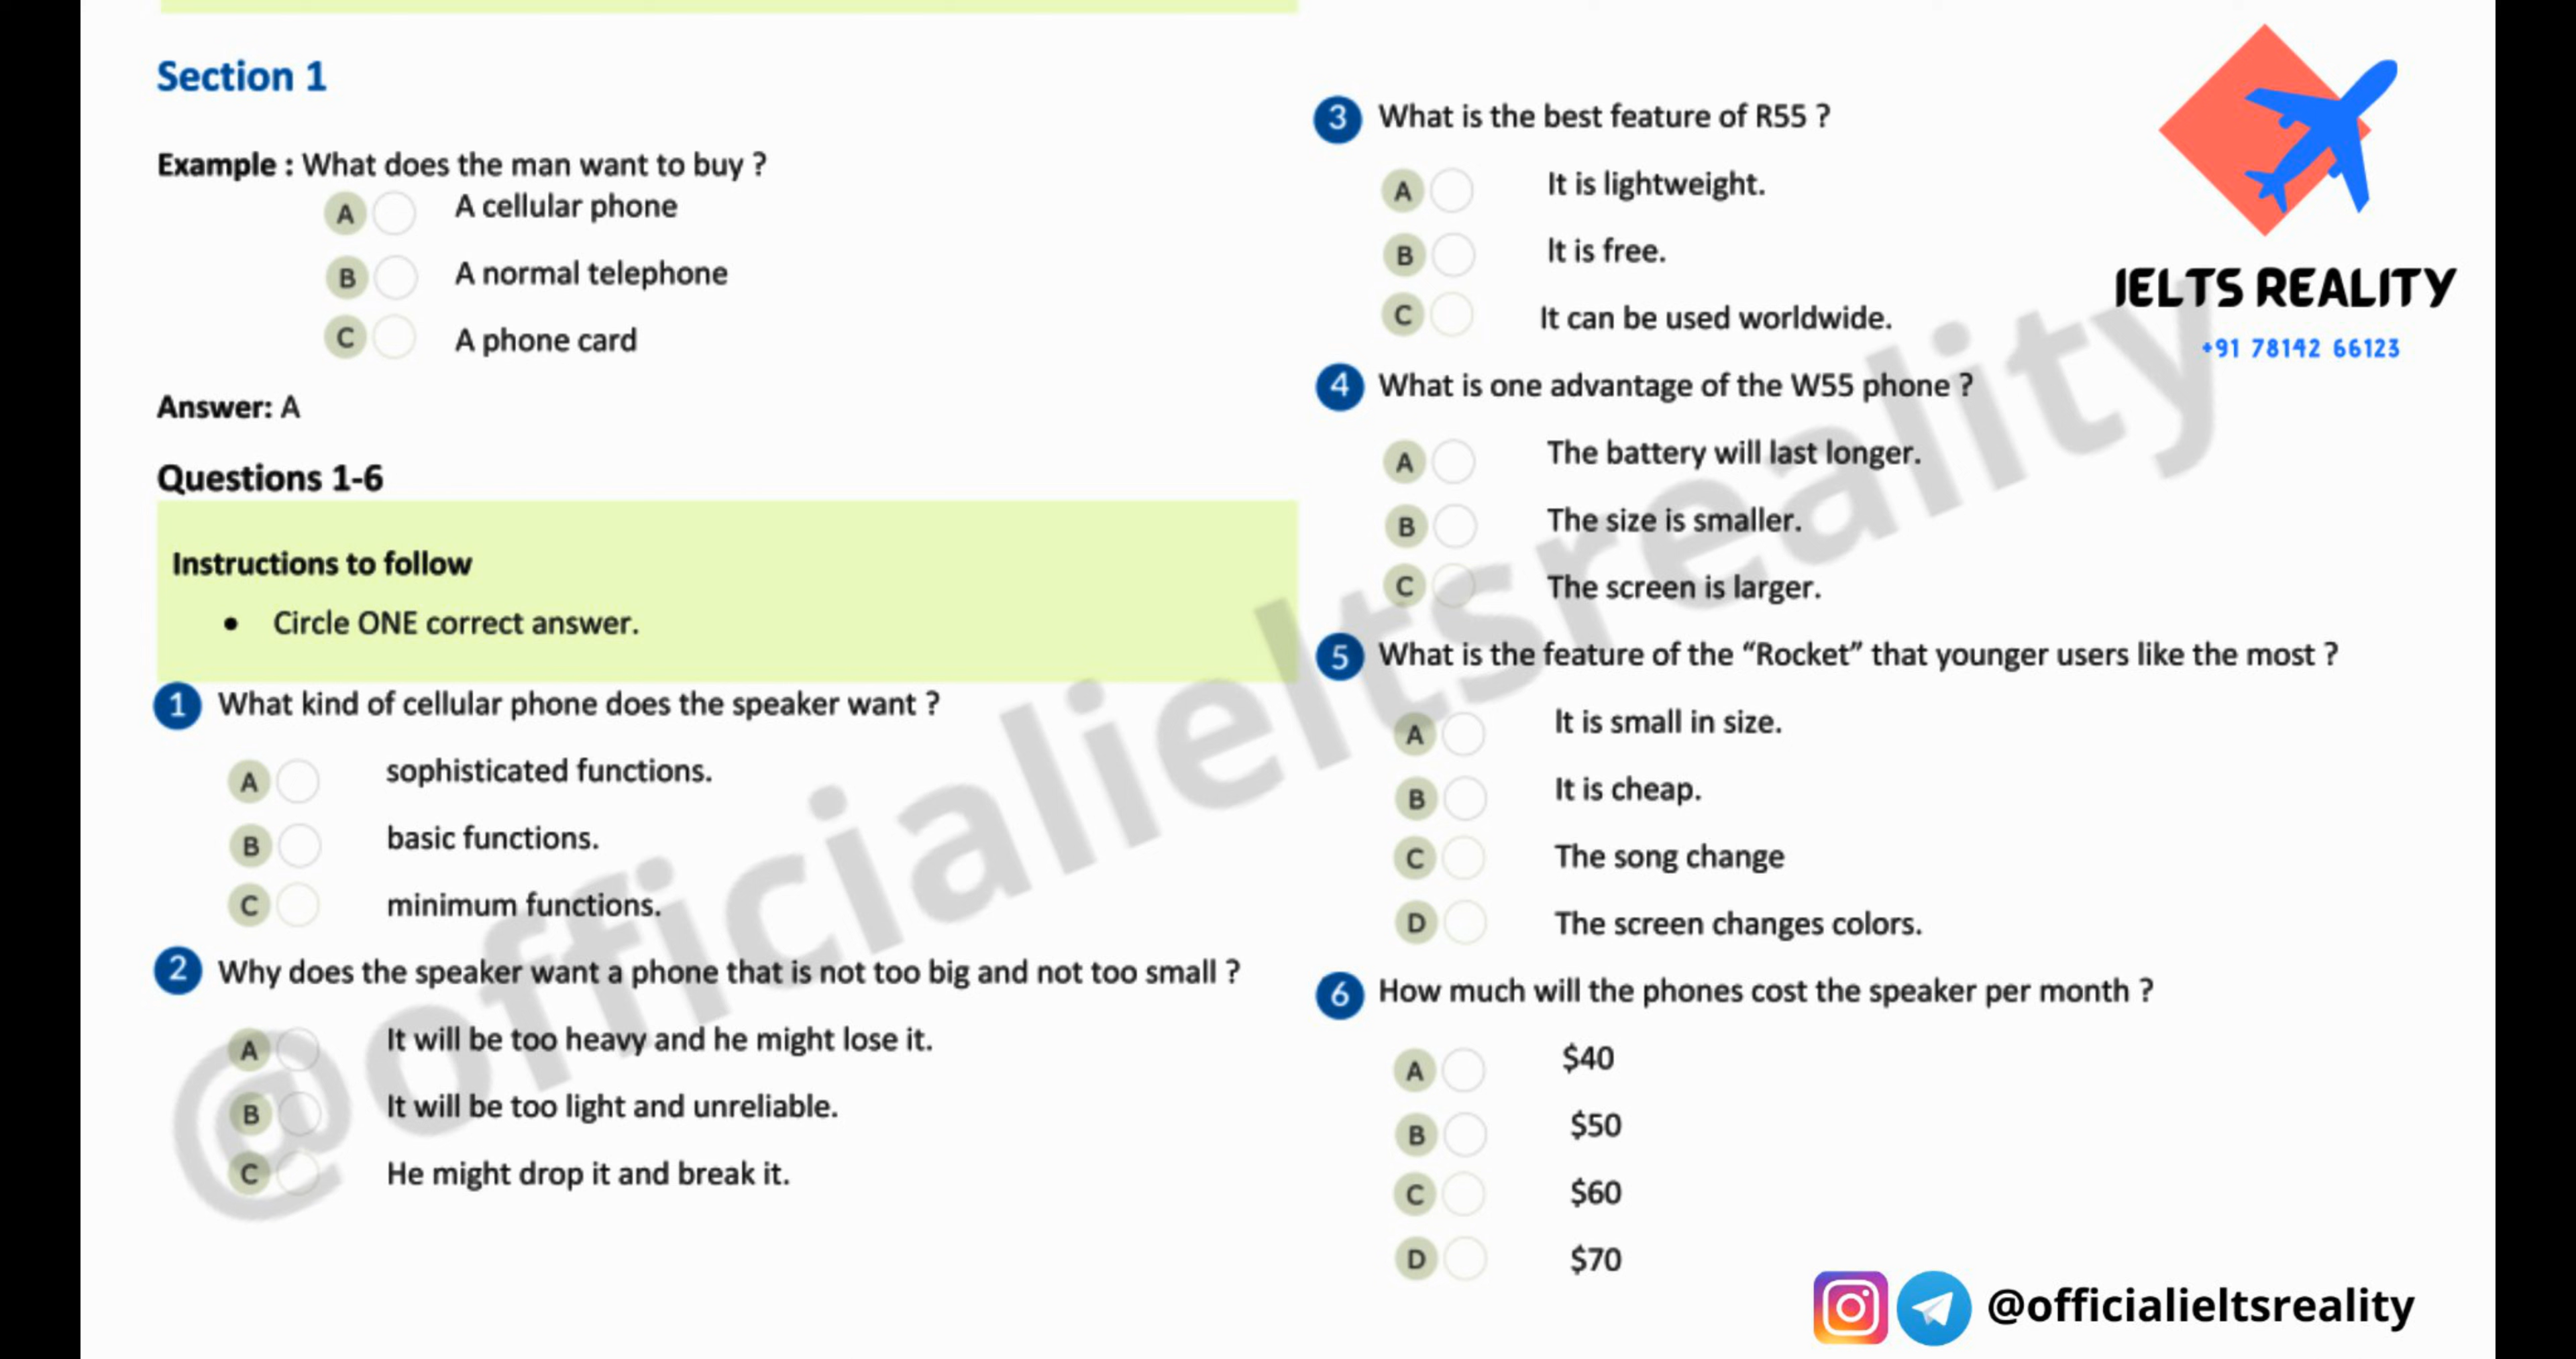 Section 1
Example : What does the man want to buy ?
A A cellular phone
B A normal telephone
C A phone card
Answer: A
Questions 1-6
Instructions to follow
• Circle ONE correct answer.
1 What kind of cellular phone does the speaker want ?
A sophisticated functions.
B basic functions.
C minimum functions.
2 Why does the speaker want a phone that is not too big and not too small ?
A It will be too heavy and he might lose it.
B It will be too light and unreliable.
C He might drop it and break it.
3 What is the best feature of R55 ?
A It is lightweight.
B It is free.
C It can be used worldwide.
4 What is one advantage of the W55 phone ?
A The battery will last longer.
B The size is smaller.
C The screen is larger.
5 What is the feature of the “Rocket” that younger users like the most ?
A It is small in size.
B It is cheap.
C The song change
D The screen changes colors.
6 How much will the phones cost the speaker per month ?
A $40
B $50
C $60
D $70
IELTS REALITY
+91 78142 66123
@officialieltsreality
@officialieltsreality